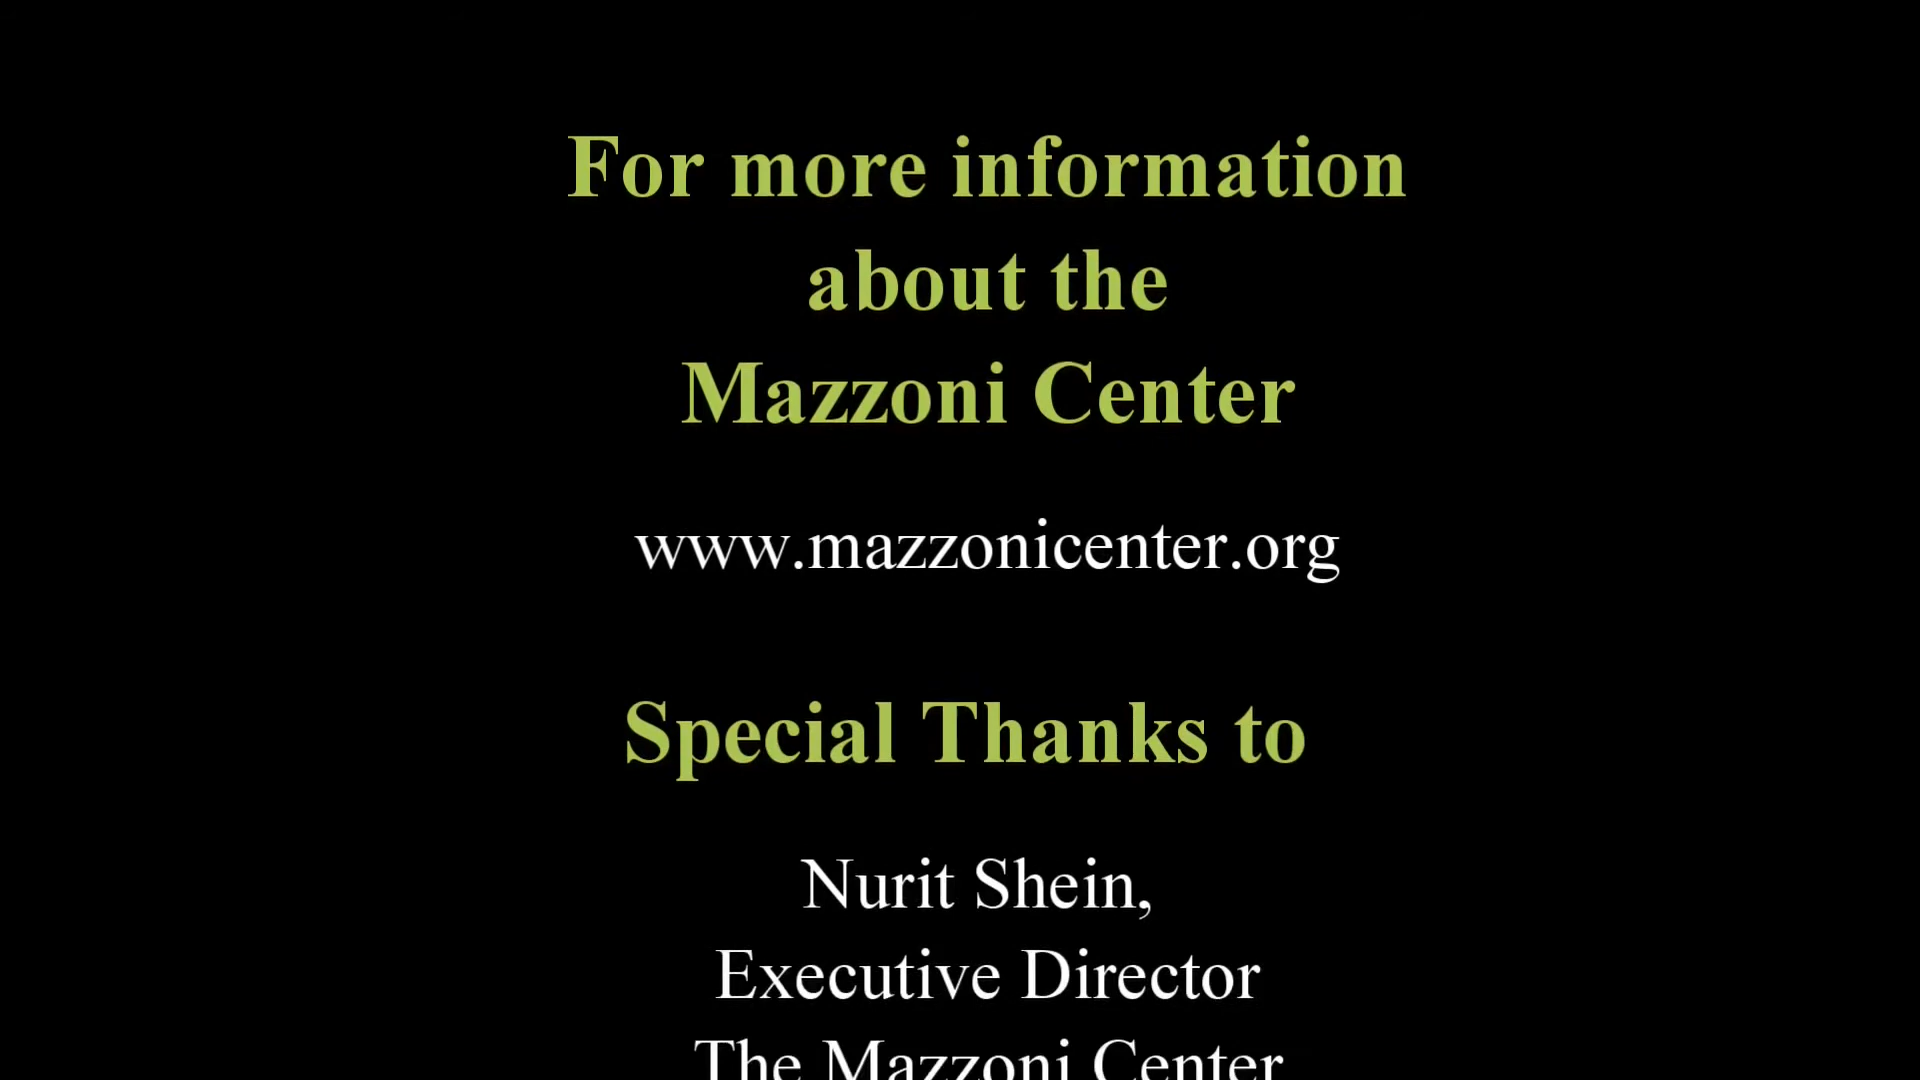 For more information
about the
Mazzoni Center
www.mazzonicenter.org
Special Thanks to
Nurit Shein,
Executive Director
The Mazzoni Center